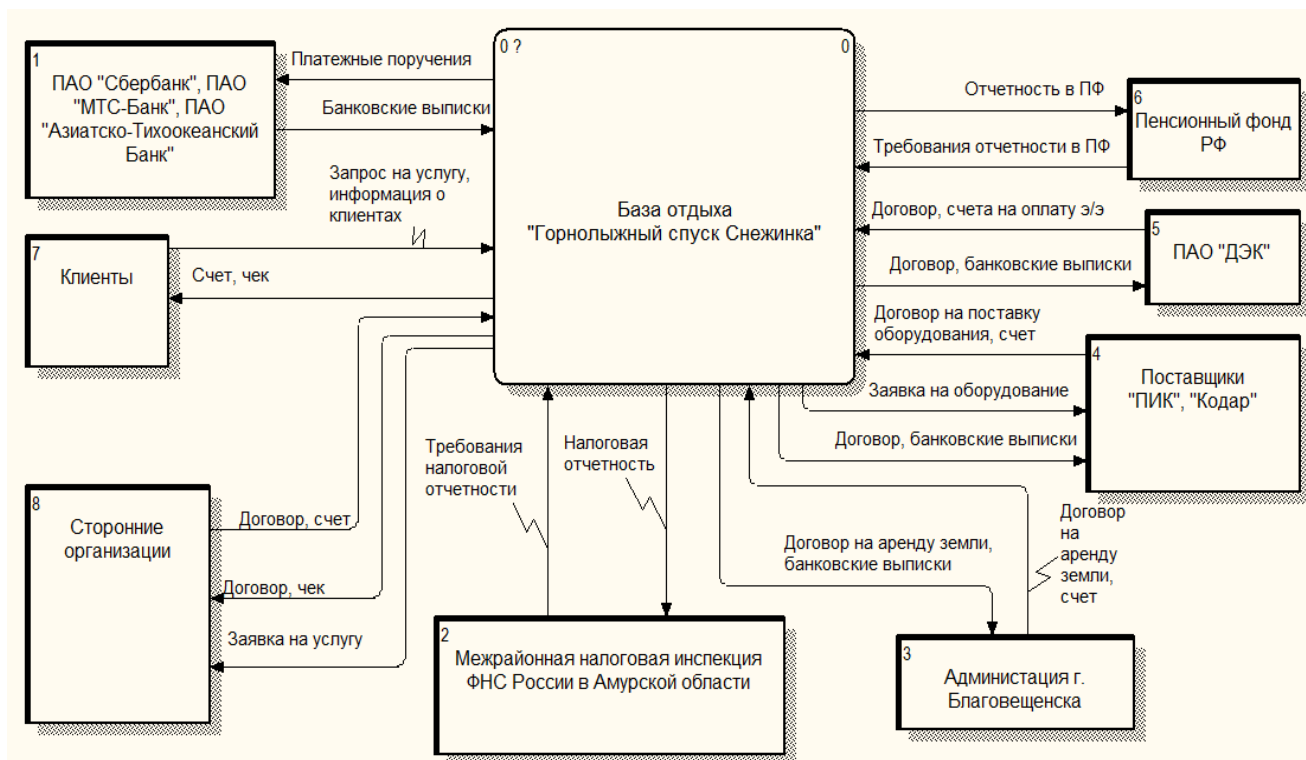 0 ?
0
1
ПАО "Сбербанк", ПАО
"МТС-Банк", ПАО
"Азиатско-Тихоокеанский
Банк"
Платежные поручения
Банковские выписки
Запрос на услугу,
информация о
клиентах
7
Клиенты
Счет, чек
База отдыха
"Горнолыжный спуск Снежинка"
Отчетность в ПФ
6
Пенсионный фонд
РФ
Требования отчетности в ПФ
Договор, счета на оплату э/э
5
ПАО "ДЭК"
Договор, банковские выписки
Договор на поставку
оборудования, счет
4
Поставщики
"ПИК", "Кодар"
Заявка на оборудование
Договор, банковские выписки
Требования
налоговой
отчетности
Налоговая
отчетность
8
Сторонние
организации
Договор, счет
Договор, чек
Заявка на услугу
Договор на аренду земли,
банковские выписки
Договор
на
аренду
земли,
счет
2
Межрайонная налоговая инспекция
ФНС России в Амурской области
3
Администация г.
Благовещенска